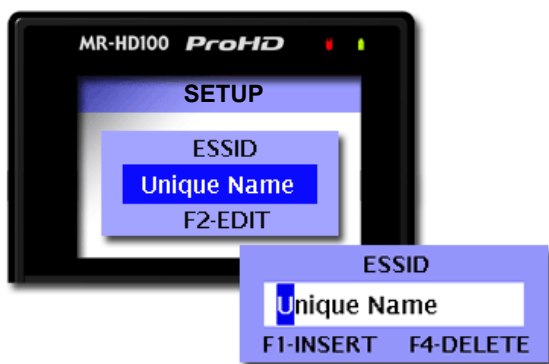 MR-HD100 ProHD
SETUP
ESSID
Unique Name
F2-EDIT
ESSID
Unique Name
F1-INSERT F4-DELETE